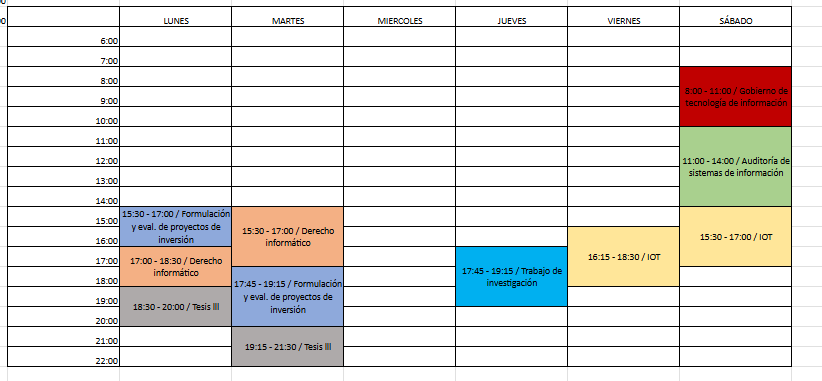 LUNES MARTES MIERCOLES JUEVES VIERNES SÁBADO
6:00
7:00
8:00
8:00 - 11:00 / Gobierno de
9:00
tecnología de información
10:00
11:00
12:00
11:00 - 14:00 / Auditoría de
sistemas de información
13:00
14:00
15:00
15:30 - 17:00 / Formulación
y eval. de proyectos de
inversión
15:30 - 17:00 / Derecho
informático
15:30 - 17:00 / IOT
16:00
17:00
17:00 - 18:30 / Derecho
informático
16:15 - 18:30 / IOT
17:45 - 19:15 / Trabajo de
investigación
18:00
17:45 - 19:15 / Formulación
y eval. de proyectos de
inversión
19:00
18:30 - 20:00 / Tesis III
20:00
21:00
19:15 - 21:30 / Tesis III
22:00